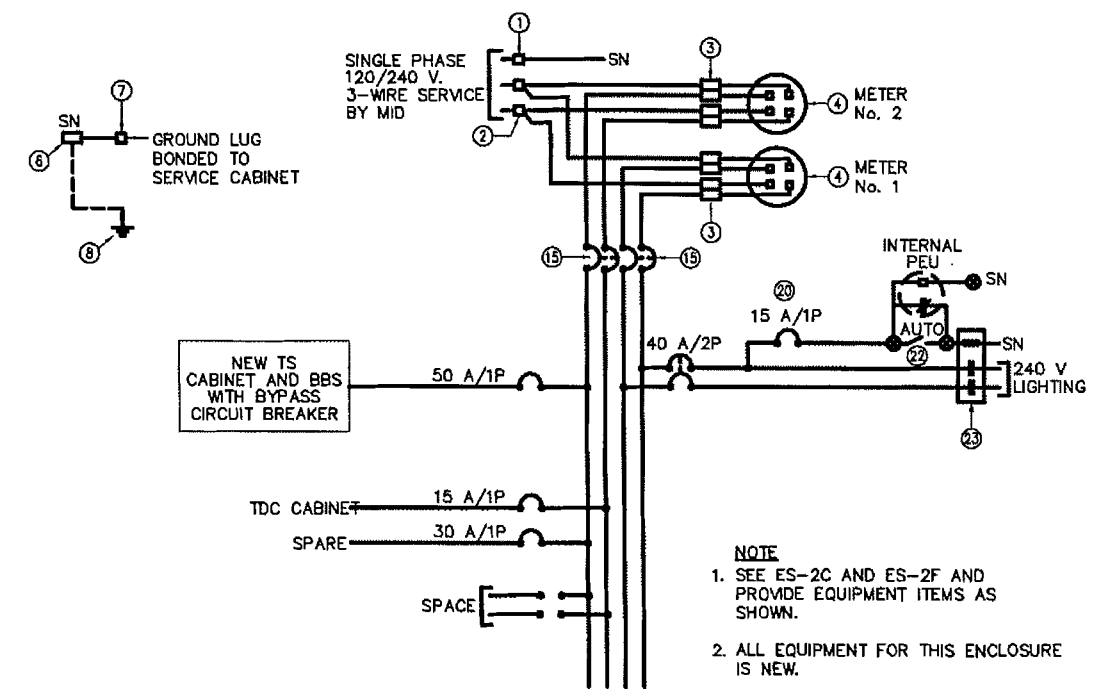 1
SINGLE PHASE
120/240 V.
3-WIRE SERVICE
BY MID
SN
3
4
METER
No. 2
2
7
SN
6
GROUND LUG
BONDED TO
SERVICE CABINET
8
4
METER
No. 1
3
15
15
INTERNAL
PEU
SN
20
15 A/1P
AUTO
22
SN
40 A/2P
240 V
LIGHTING
23
NEW TS
CABINET AND BBS
WITH BYPASS
CIRCUIT BREAKER
50 A/1P
TDC CABINET
15 A/1P
SPARE
30 A/1P
SPACE
NOTE
1. SEE ES-2C AND ES-2F AND
PROVIDE EQUIPMENT ITEMS AS
SHOWN.
2. ALL EQUIPMENT FOR THIS ENCLOSURE
IS NEW.